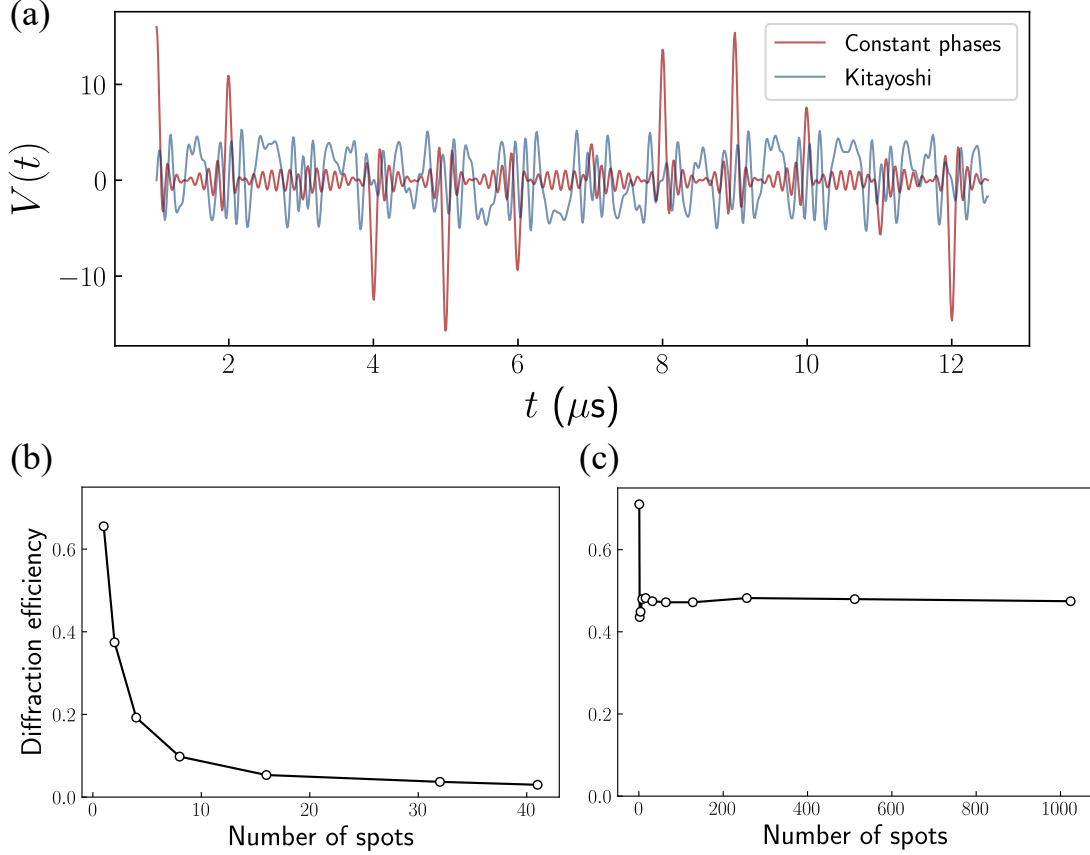 (a)
Constant phases
Kitayoshi
V(t)
10
0
−10
2 4 6 8 10 12
t (μs)
(b)
Diffraction efficiency
0.6
0.4
0.2
0.0
0 10 20 30 40
Number of spots
(c)
0.6
0.4
0.2
0.0
0 200 400 600 800 1000
Number of spots